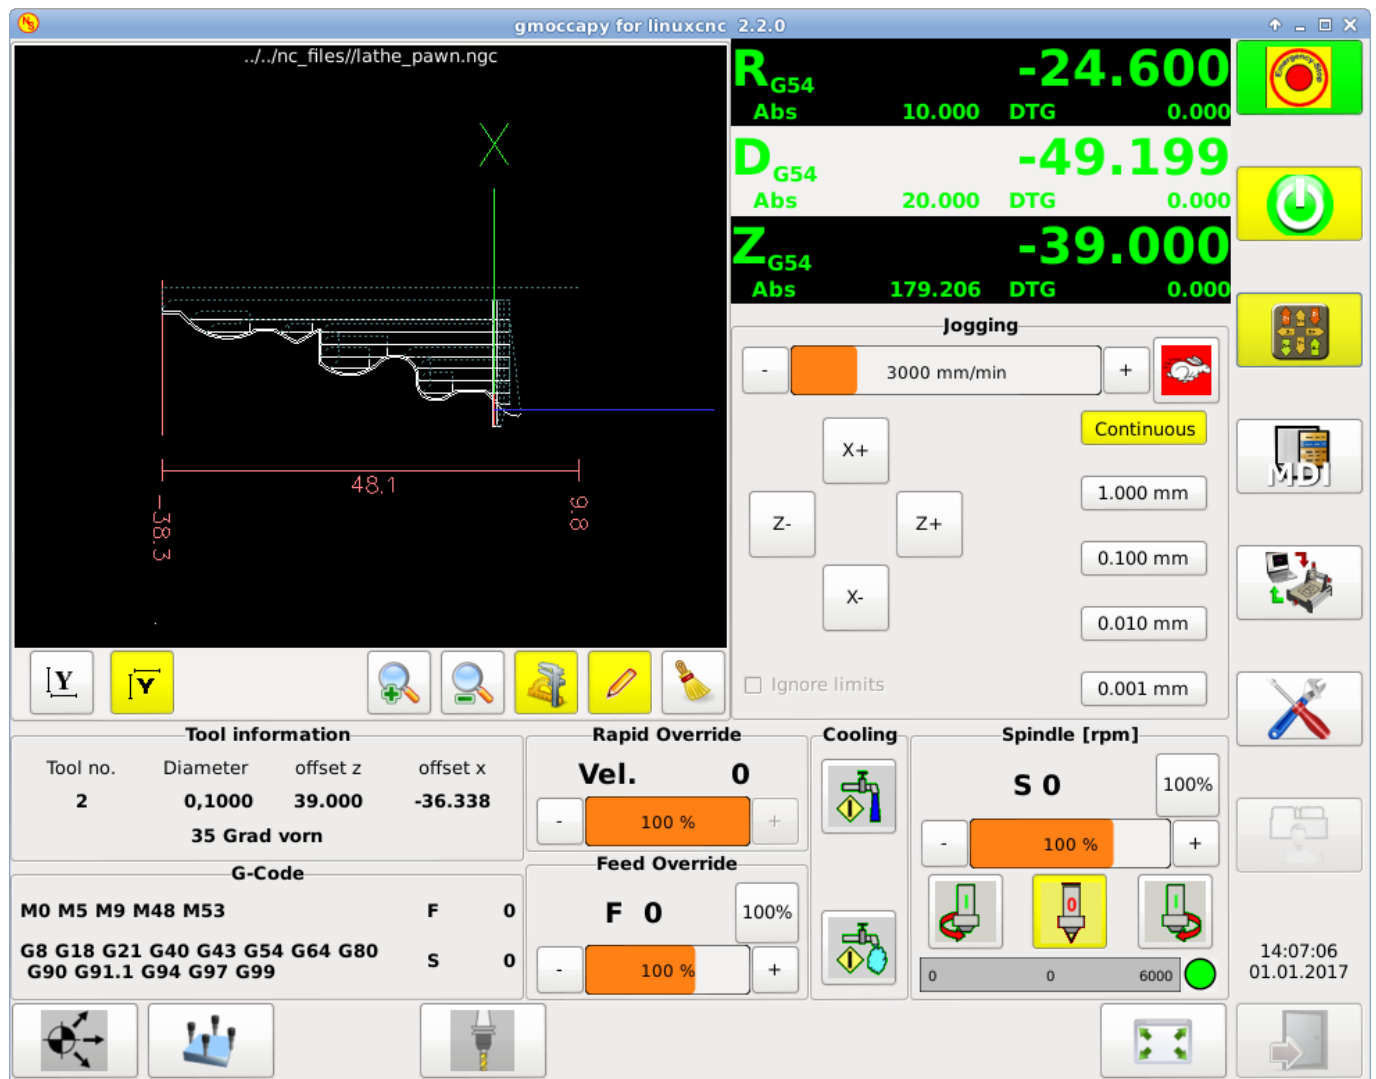 gmoccapy for linuxcnc 2.2.0
../../nc_files//lathe_pawn.ngc
X
48.1
-38.3
9.8
R G54 -24.600
Abs 10.000 DTG 0.000
D G54 -49.199
Abs 20.000 DTG 0.000
Z G54 -39.000
Abs 179.206 DTG 0.000
Emergency-Stop
Jogging
- 3000 mm/min +
Continuous
X+
1.000 mm
Z- Z+
0.100 mm
X-
0.010 mm
Ignore limits
0.001 mm
MDI
Y Y
Tool information
Tool no. Diameter offset z offset x
2 0,1000 39.000 -36.338
35 Grad vorn
G-Code
M0 M5 M9 M48 M53 F 0
G8 G18 G21 G40 G43 G54 G64 G80
G90 G91.1 G94 G97 G99
S 0
Rapid Override
Vel. 0
- 100 % +
Feed Override
F 0 100%
- 100 % +
Cooling
Spindle [rpm]
S 0 100%
- 100 % +
I 0 I
0 0 6000
14:07:06
01.01.2017